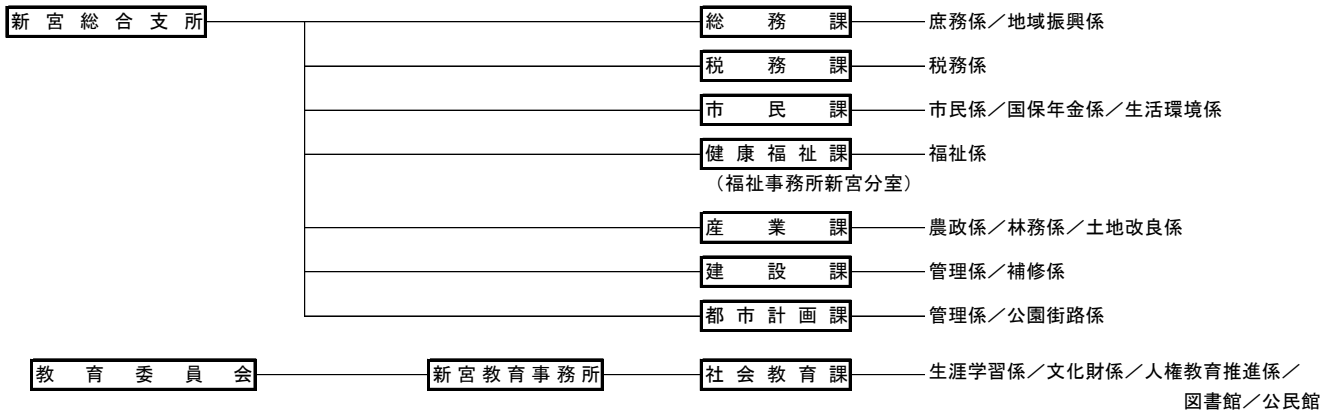 新宮総合支所 総務課 庶務係／地域振興係
税務課 税務係
市民課 市民係／国保年金係／生活環境係
健康福祉課 福祉係
（福祉事務所新宮分室）
産業課 農政係／林務係／土地改良係
建設課 管理係／補修係
都市計画課 管理係／公園街路係
教育委員会 新宮教育事務所 社会教育課 生涯学習係／文化財係／人権教育推進係／
図書館／公民館